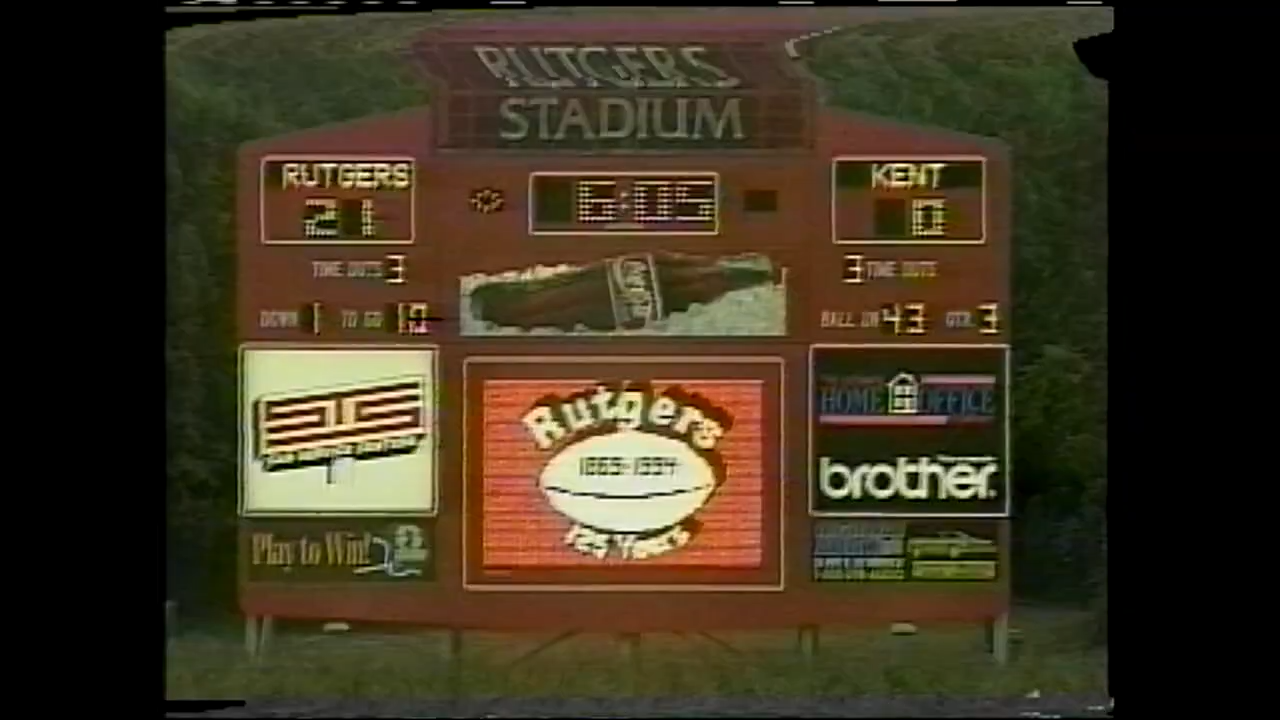 RUTGERS
STADIUM
RUTGERS
6:05
KENT
21
0
TIME OUTS 3
3 TIME OUTS
DOWN 1 TO GO 10
BALL ON 43 QTR 3
Rutgers
1869-1994
125 Years
HOME OFFICE
brother.
Play to Win!